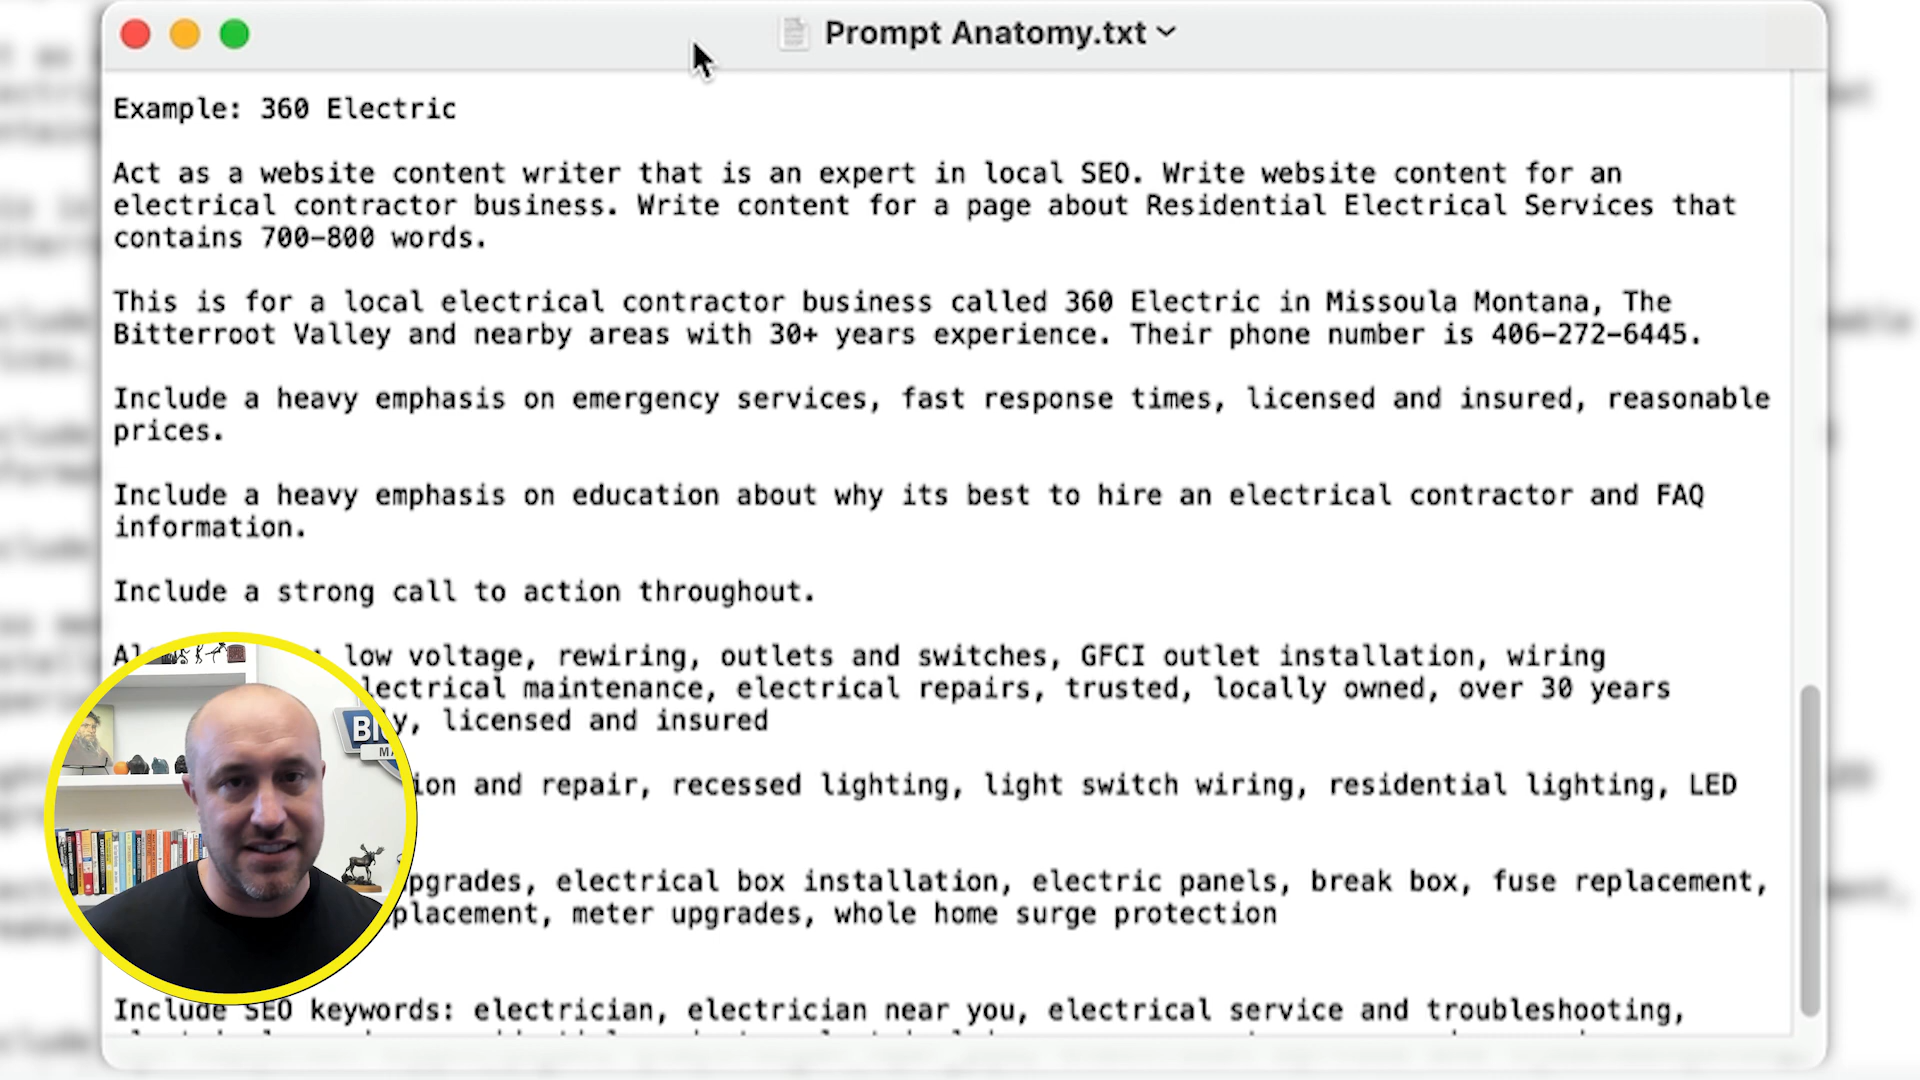 Prompt Anatomy.txt
Example: 360 Electric
Act as a website content writer that is an expert in local SEO. Write website content for an
electrical contractor business. Write content for a page about Residential Electrical Services that
contains 700-800 words.
This is for a local electrical contractor business called 360 Electric in Missoula Montana, The
Bitterroot Valley and nearby areas with 30+ years experience. Their phone number is 406-272-6445.
Include a heavy emphasis on emergency services, fast response times, licensed and insured, reasonable
prices.
Include a heavy emphasis on education about why its best to hire an electrical contractor and FAQ
information.
Include a strong call to action throughout.
low voltage, rewiring, outlets and switches, GFCI outlet installation, wiring
electrical maintenance, electrical repairs, trusted, locally owned, over 30 years
y, licensed and insured
ion and repair, recessed lighting, light switch wiring, residential lighting, LED
pgrades, electrical box installation, electric panels, break box, fuse replacement,
placement, meter upgrades, whole home surge protection
Include SEO keywords: electrician, electrician near you, electrical service and troubleshooting,